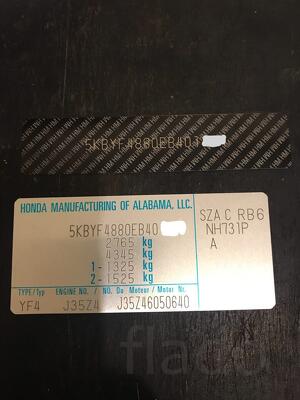 5KBYF4880EB40
HONDA MANUFACTURING OF ALABAMA, LLC.
5KBYF4880EB40
2765 kg
4345 kg
1 - 1325 kg
2 - 1525 kg
SZA C RB6
NH731P
A
TYPE/Typ ENGINE NO. / No. Du Moteur / Motor Nr.
YF4 J35Z4 J35Z46050640